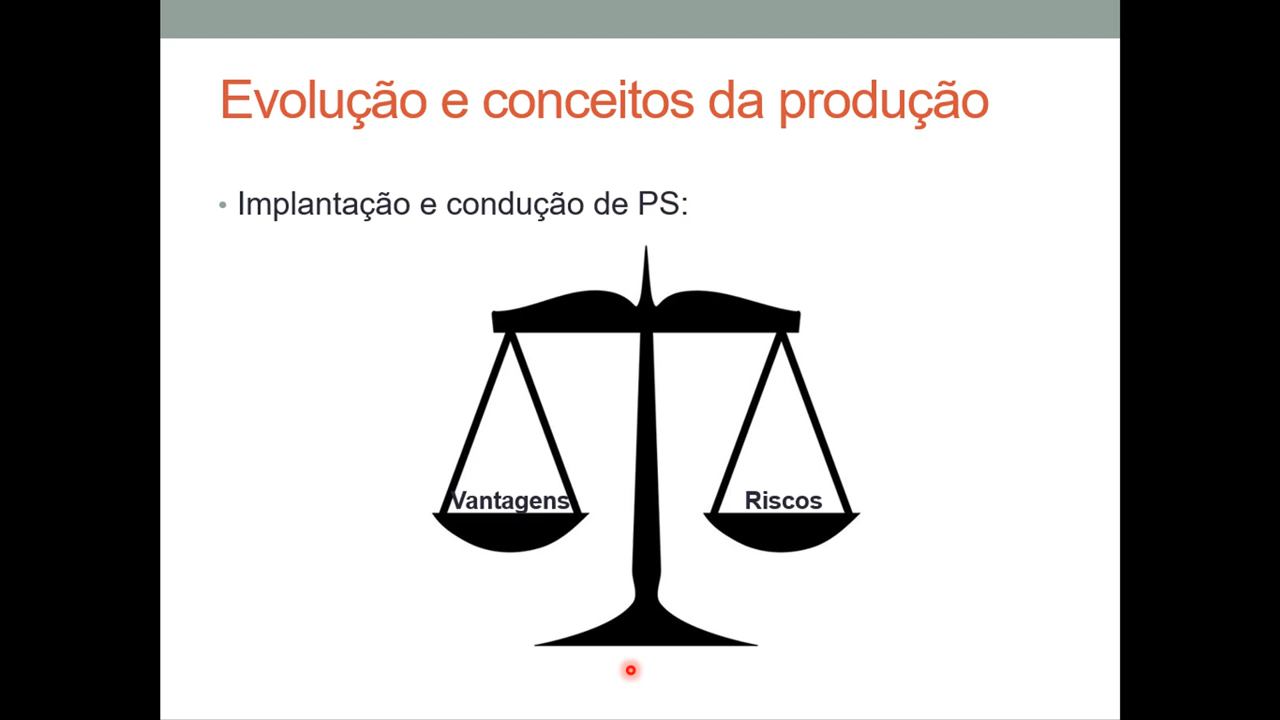 Evolução e conceitos da produção
• Implantação e condução de PS:
Vantagens
Riscos